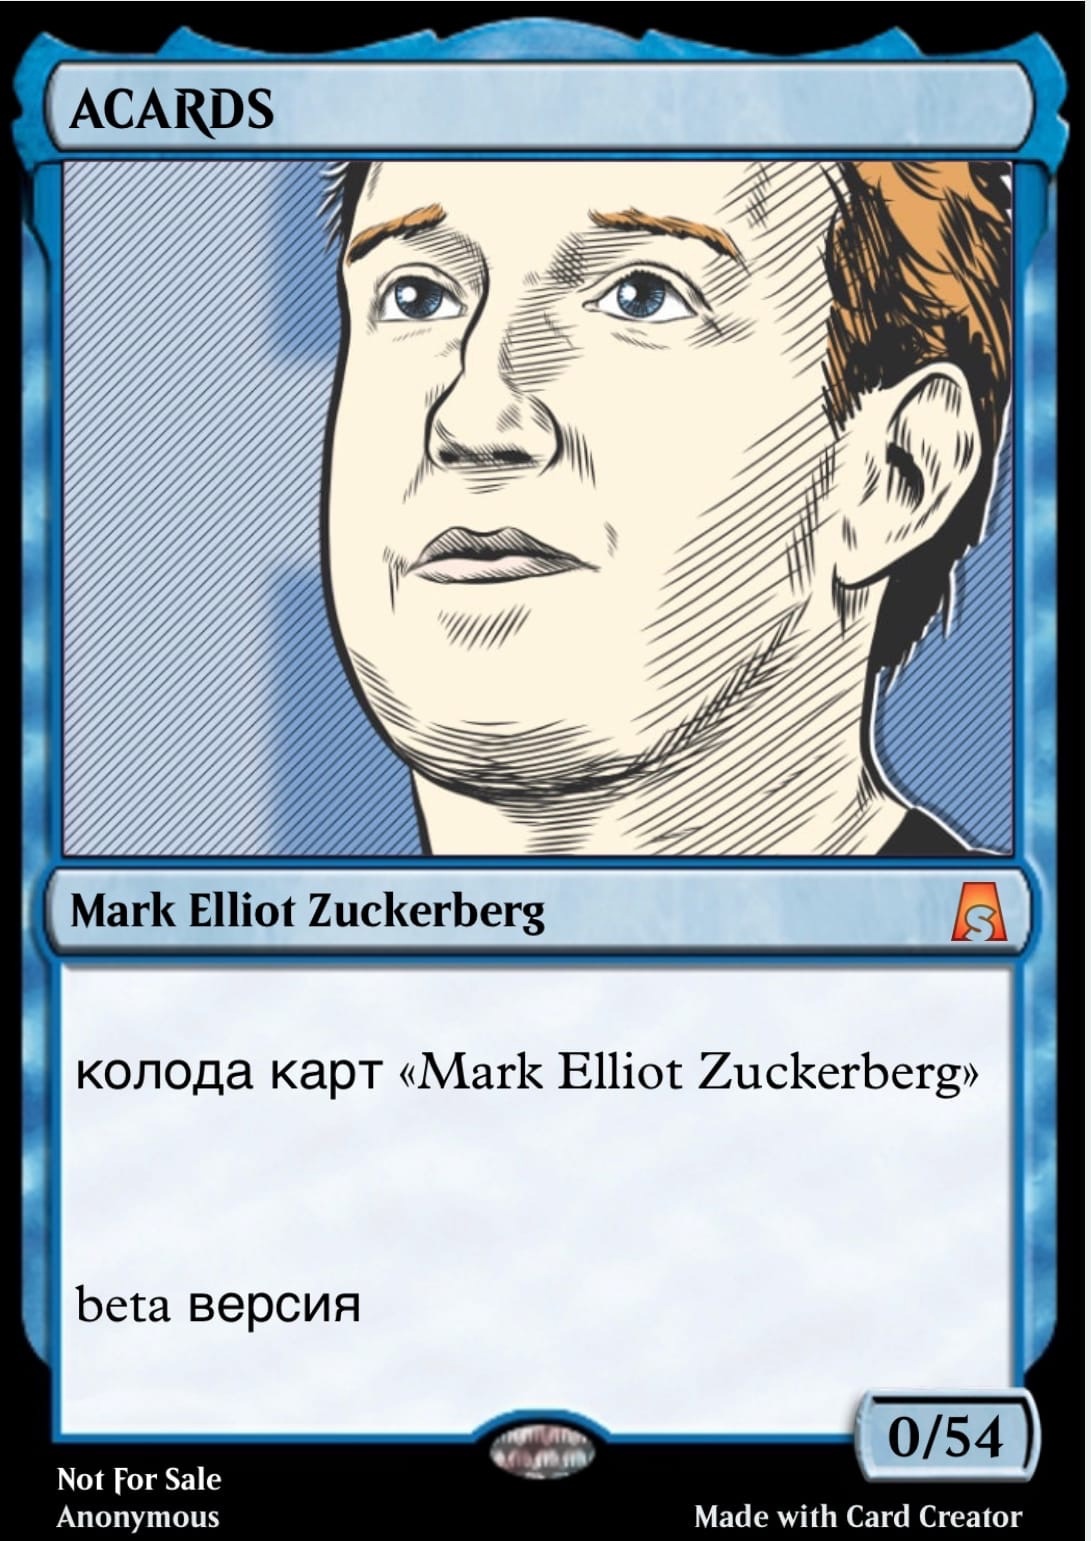 ACARDS
Mark Elliot Zuckerberg
S
колода карт «Mark Elliot Zuckerberg»
beta версия
0/54
Not For Sale
Anonymous
Made with Card Creator